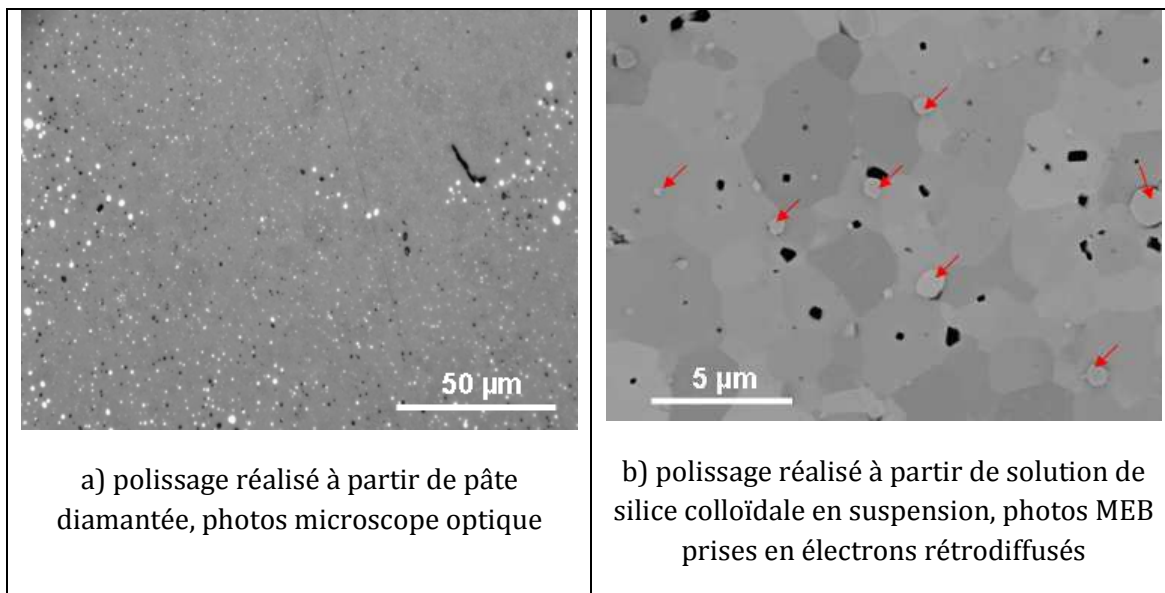 50 µm
5 µm
a) polissage réalisé à partir de pâte
diamantée, photos microscope optique
b) polissage réalisé à partir de solution de
silice colloïdale en suspension, photos MEB
prises en électrons rétrodiffusés